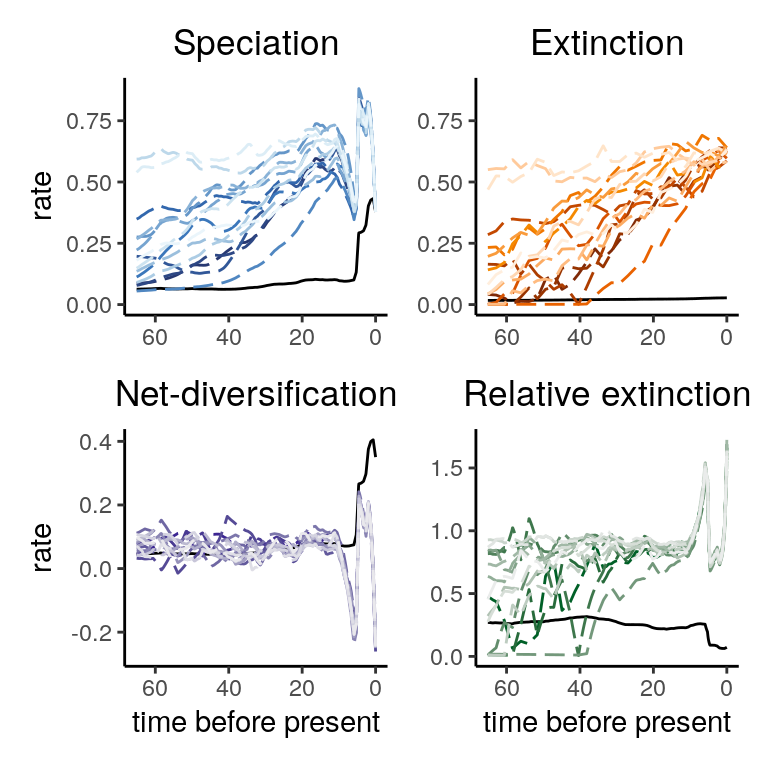 Speciation
Extinction
rate
0.75
0.50
0.25
0.00
60 40 20 0
0.75
0.50
0.25
0.00
60 40 20 0
Net-diversification
Relative extinction
rate
0.4
0.2
0.0
-0.2
60 40 20 0
time before present
1.5
1.0
0.5
0.0
60 40 20 0
time before present